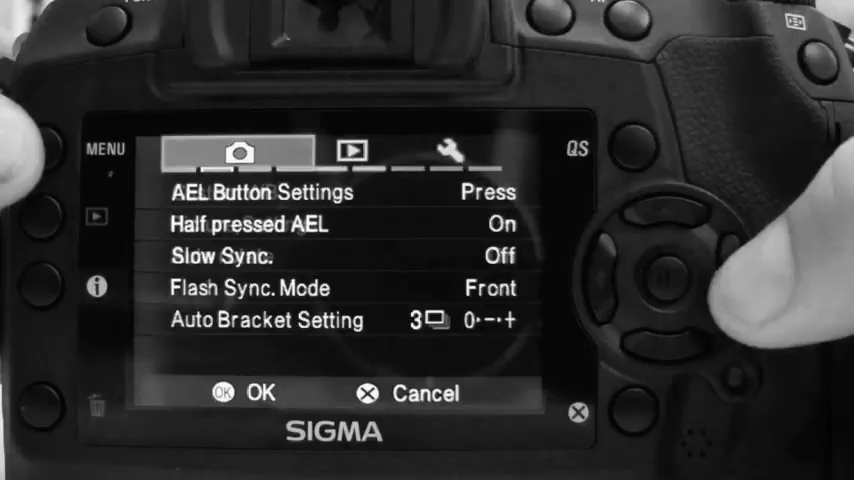 MENU
QS
AEL Button Settings Press
Half pressed AEL On
Slow Sync. Off
Flash Sync. Mode Front
Auto Bracket Setting 3 0·−·+
OK OK Cancel
SIGMA